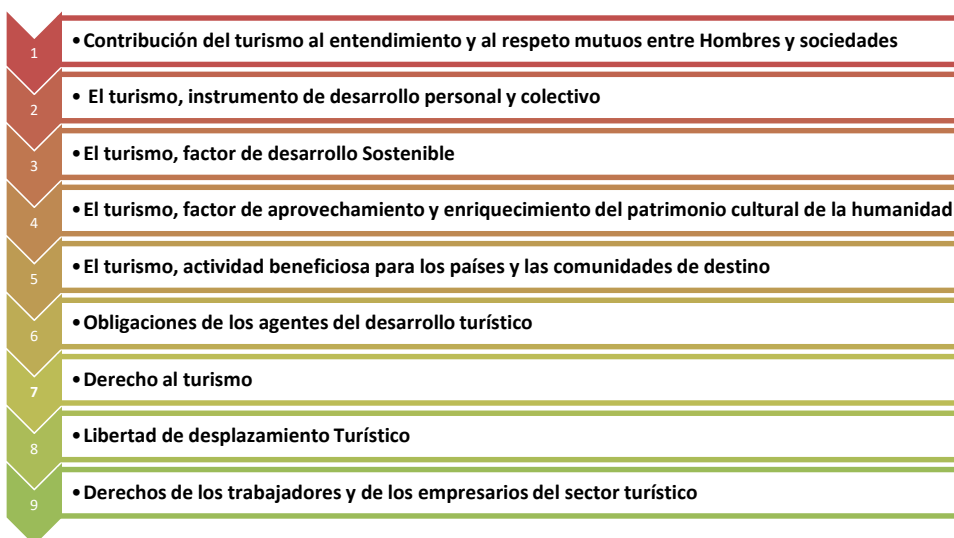 1 • Contribución del turismo al entendimiento y al respeto mutuos entre Hombres y sociedades
2 • El turismo, instrumento de desarrollo personal y colectivo
3 • El turismo, factor de desarrollo Sostenible
4 • El turismo, factor de aprovechamiento y enriquecimiento del patrimonio cultural de la humanidad
5 • El turismo, actividad beneficiosa para los países y las comunidades de destino
6 • Obligaciones de los agentes del desarrollo turístico
7 • Derecho al turismo
8 • Libertad de desplazamiento Turístico
9 • Derechos de los trabajadores y de los empresarios del sector turístico